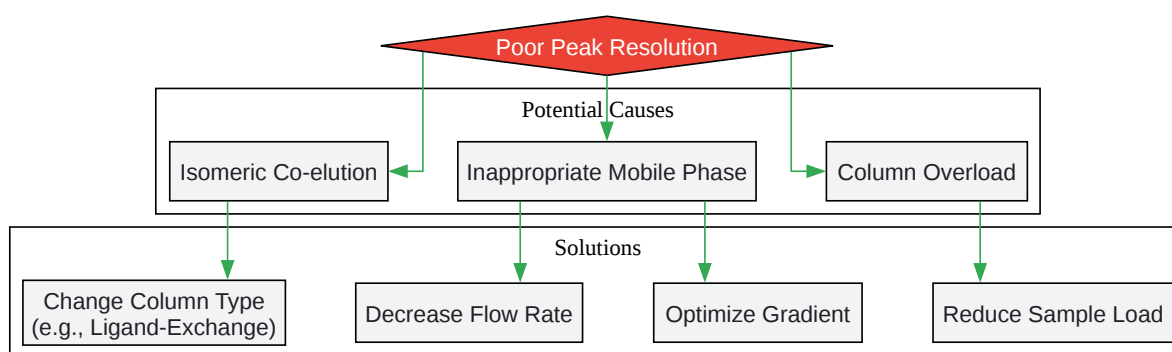 Poor Peak Resolution
Potential Causes
Isomeric Co-elution
Inappropriate Mobile Phase
Column Overload
Solutions
Change Column Type
(e.g., Ligand-Exchange)
Decrease Flow Rate
Optimize Gradient
Reduce Sample Load